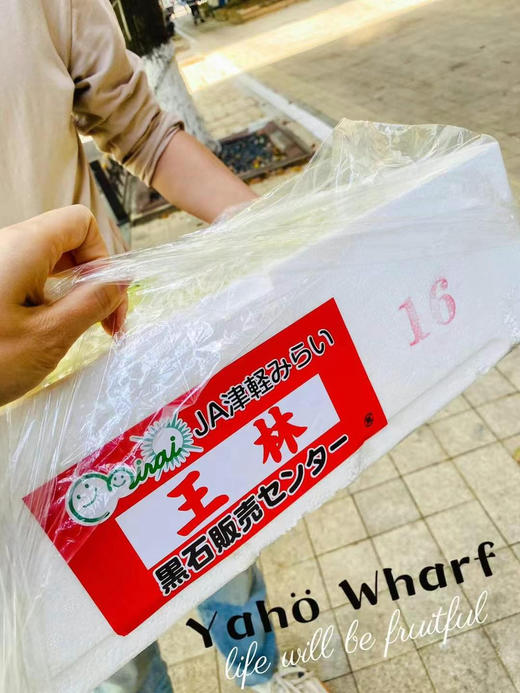 16
JA津軽みらい
mirai
王林
黒石販売センター
Yahö Wharf
life will be fruitful